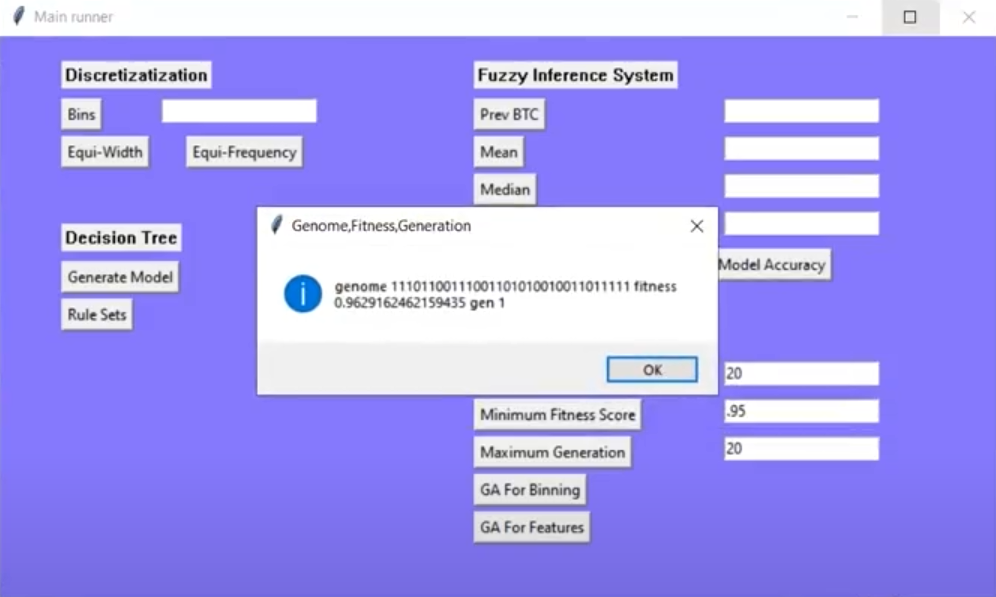 Main runner
Discretizatization
Fuzzy Inference System
Bins
Prev BTC
Equi-Width
Equi-Frequency
Mean
Median
Genome,Fitness,Generation
Decision Tree
Generate Model
Model Accuracy
genome 11101100111001101010010011011111 fitness
0.9629162462159435 gen 1
Rule Sets
OK
20
Minimum Fitness Score
.95
Maximum Generation
20
GA For Binning
GA For Features